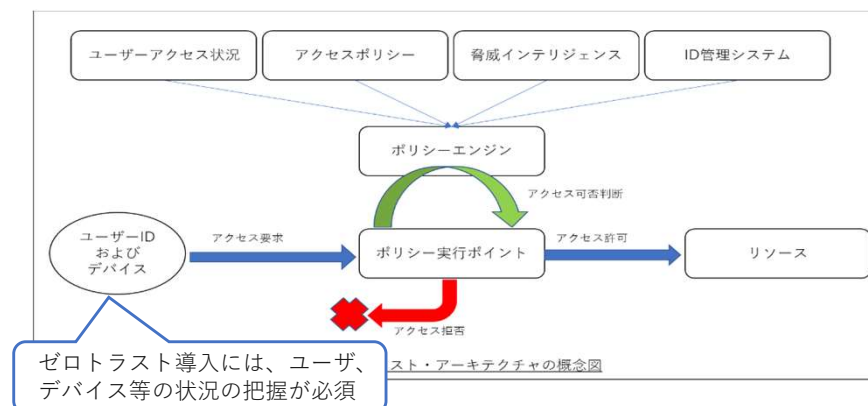 ユーザーアクセス状況
アクセスポリシー
脅威インテリジェンス
ID管理システム
ポリシーエンジン
アクセス可否判断
ユーザーID
および
デバイス
アクセス要求
ポリシー実行ポイント
アクセス許可
リソース
アクセス拒否
スト・アーキテクチャの概念図
ゼロトラスト導入には、ユーザ、
デバイス等の状況の把握が必須